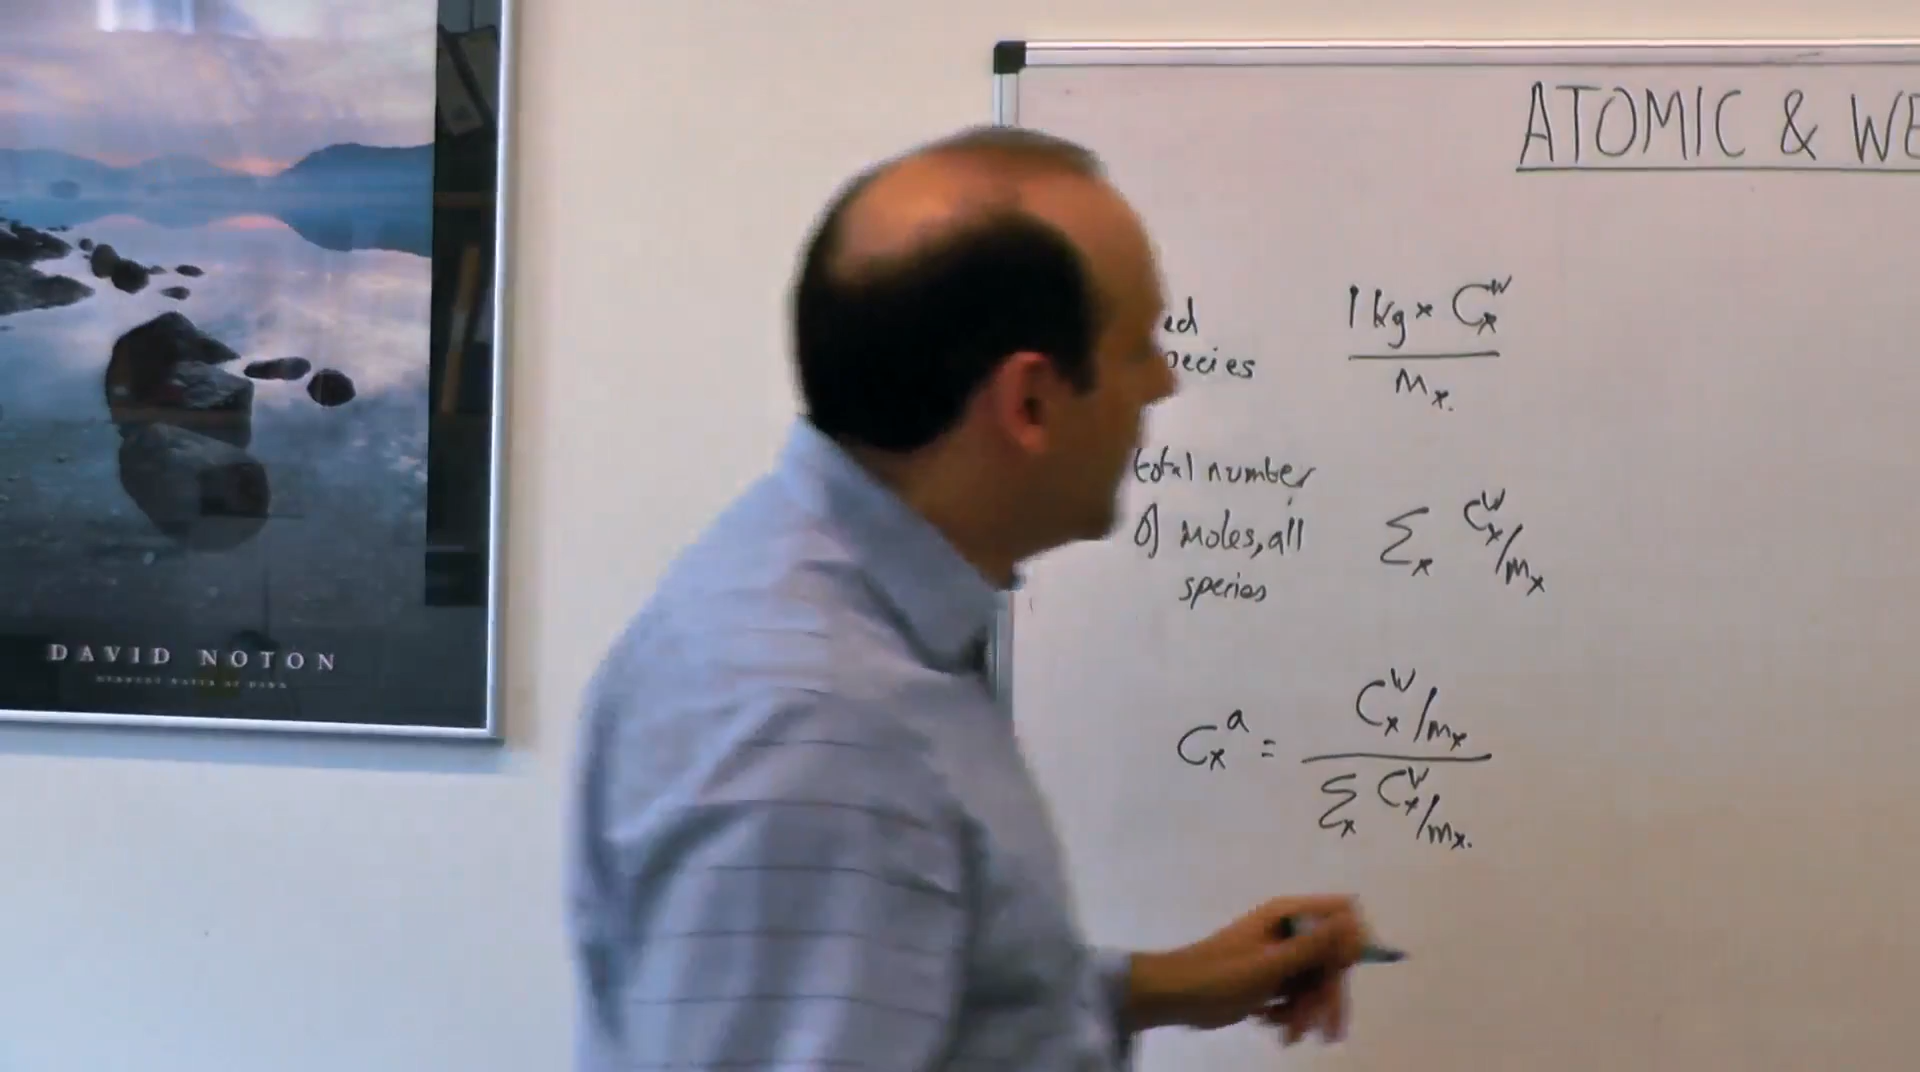 DAVID NOTON
ATOMIC & WE
ed
pecies
1 kg × C_x^w
m_x.
total number
of moles, all
species
Σ_x C_x^w/m_x
C_x^a = C_x^w/m_x
Σ_x C_x^w/m_x.